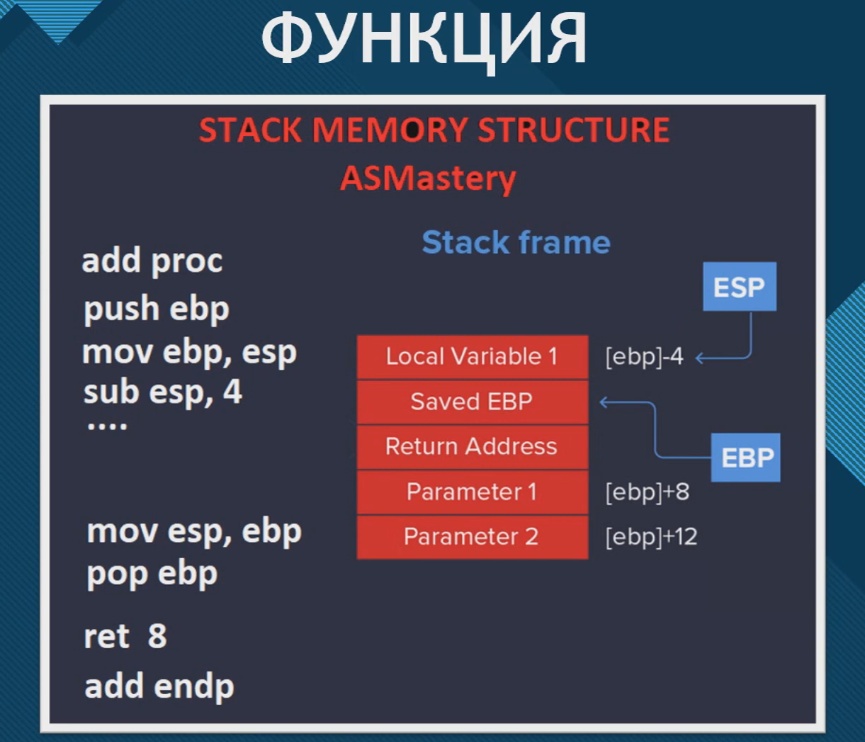 ФУНКЦИЯ
STACK MEMORY STRUCTURE
ASMastery
Stack frame
add proc
push ebp
mov ebp, esp
sub esp, 4
....
mov esp, ebp
pop ebp
ret 8
add endp
ESP
Local Variable 1 [ebp]-4
Saved EBP
Return Address
EBP
Parameter 1 [ebp]+8
Parameter 2 [ebp]+12